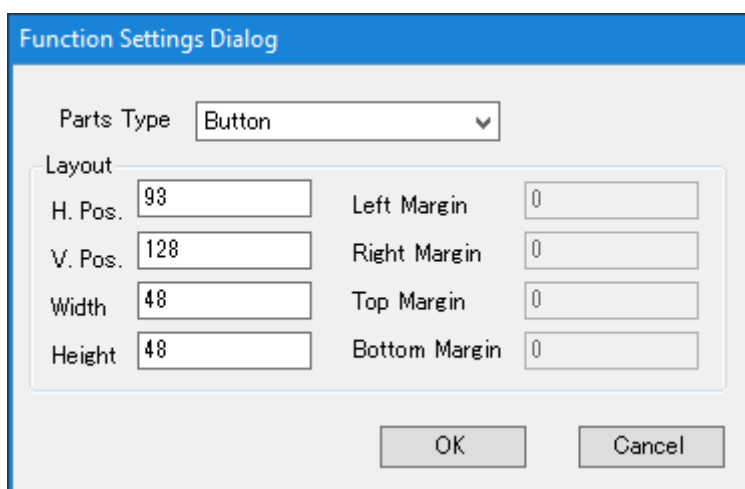 Function Settings Dialog
Parts Type Button
Layout
H. Pos. 93 Left Margin 0
V. Pos. 128 Right Margin 0
Width 48 Top Margin 0
Height 48 Bottom Margin 0
OK Cancel